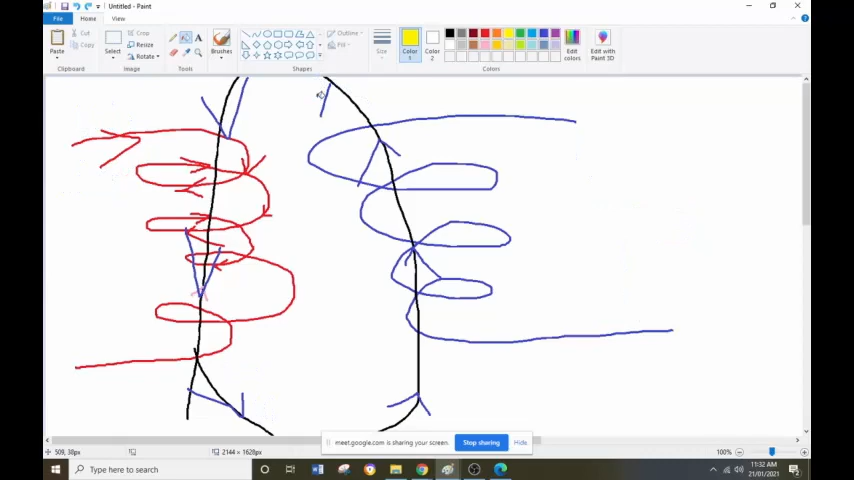 Untitled - Paint
File Home View
Paste Cut Copy Select Crop Resize Rotate Brushes Outline Fill Size Color 1 Color 2 Edit colors Edit with Paint 3D
Clipboard Image Tools Shapes Colors
meet.google.com is sharing your screen. Stop sharing Hide
509, 38px 2144 × 1628px 100%
Type here to search 11:32 AM
21/01/2021